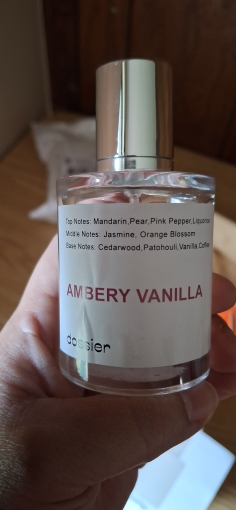 Top Notes: Mandarin,Pear,Pink Pepper,Liquorice
Middle Notes: Jasmine, Orange Blossom
Base Notes: Cedarwood,Patchouli,Vanilla,Coffee
AMBERY VANILLA
dossier